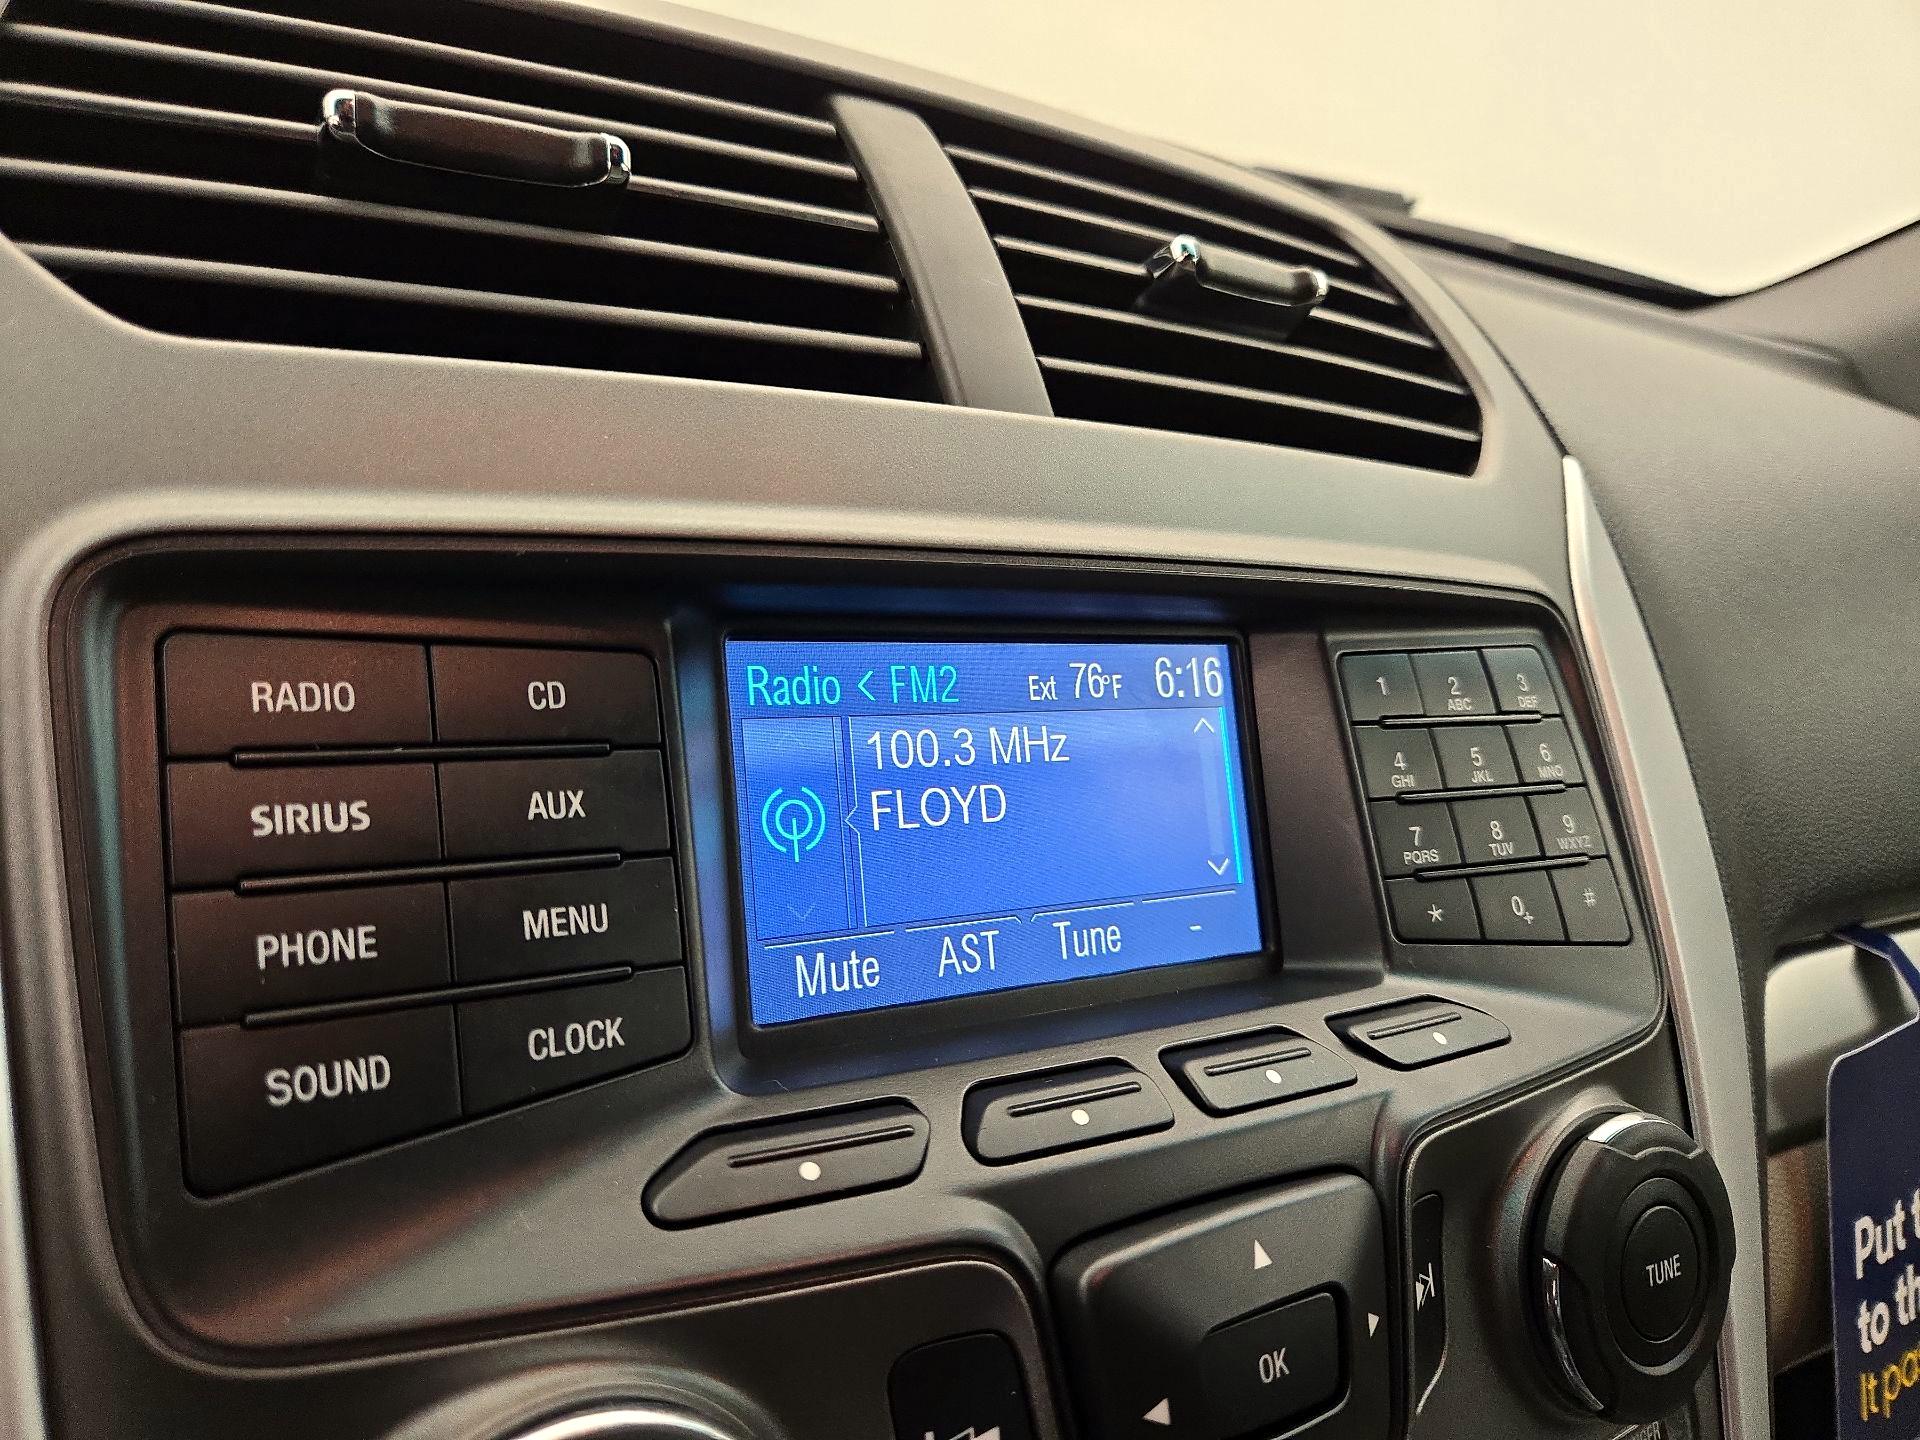 Radio < FM2 Ext 76°F 6:16
100.3 MHz
FLOYD
Mute AST Tune -
RADIO CD
SIRIUS AUX
PHONE MENU
SOUND CLOCK
1 2 ABC 3 DEF
4 GHI 5 JKL 6 MNO
7 PQRS 8 TUV 9 WXYZ
* 0+ #
TUNE
OK
Put
to
It